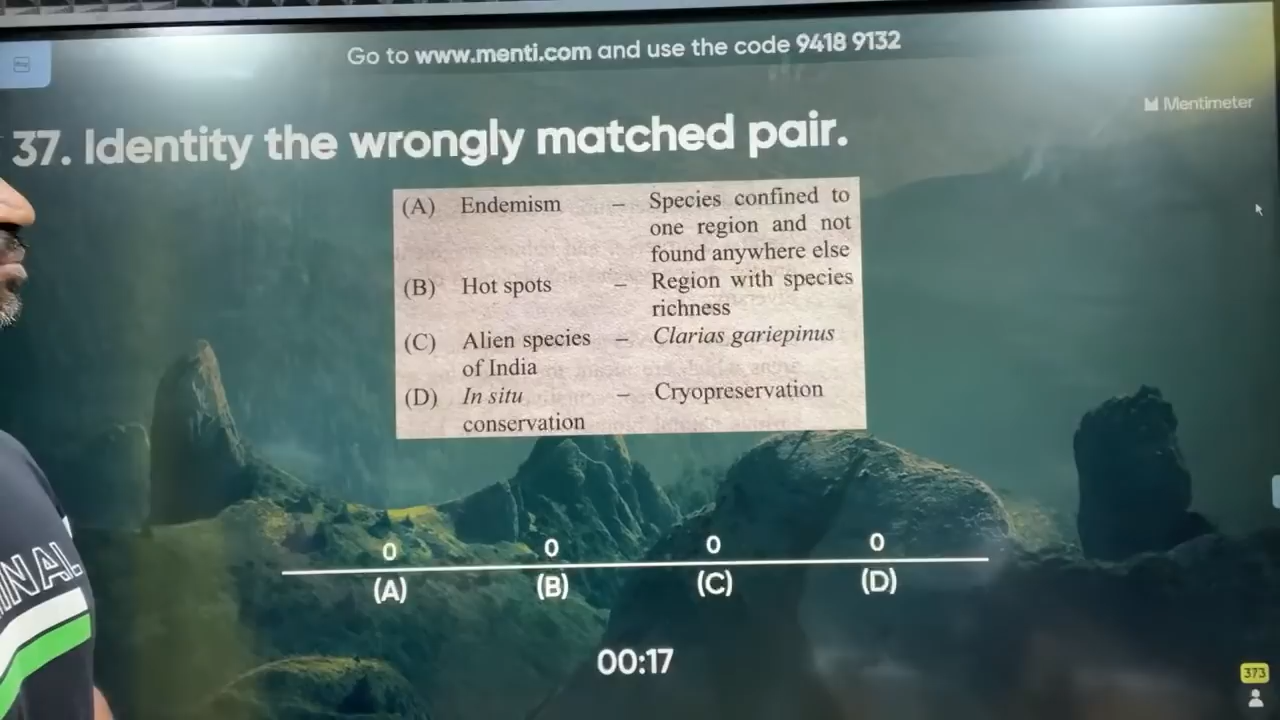 Go to www.menti.com and use the code 9418 9132
Mentimeter
37. Identity the wrongly matched pair.
(A) Endemism – Species confined to
one region and not
found anywhere else
(B) Hot spots – Region with species
richness
(C) Alien species – Clarias gariepinus
of India
(D) In situ – Cryopreservation
conservation
0 0 0 0
(A) (B) (C) (D)
00:17
373
INAL